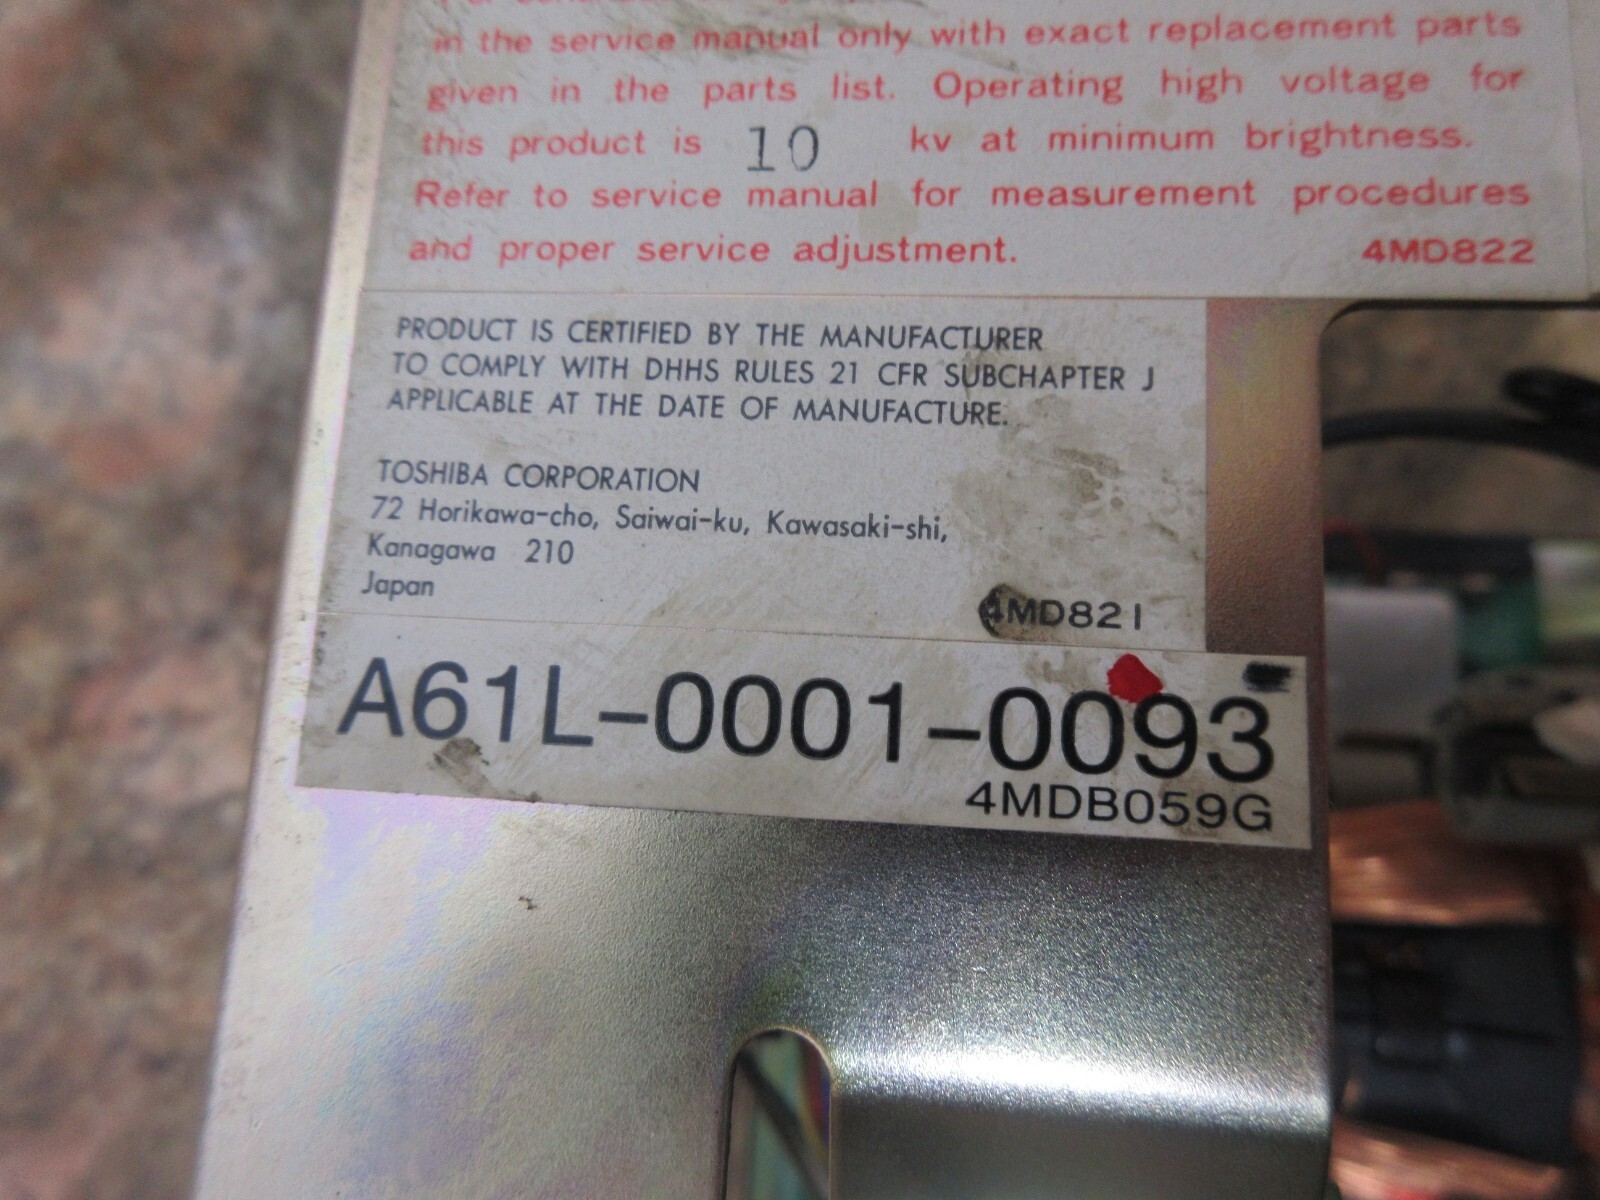 in the service manual only with exact replacement parts
given in the parts list. Operating high voltage for
this product is 10 kv at minimum brightness.
Refer to service manual for measurement procedures
and proper service adjustment. 4MD822
PRODUCT IS CERTIFIED BY THE MANUFACTURER
TO COMPLY WITH DHHS RULES 21 CFR SUBCHAPTER J
APPLICABLE AT THE DATE OF MANUFACTURE.
TOSHIBA CORPORATION
72 Horikawa-cho, Saiwai-ku, Kawasaki-shi,
Kanagawa 210
Japan
4MD821
A61L-0001-0093
4MDB059G